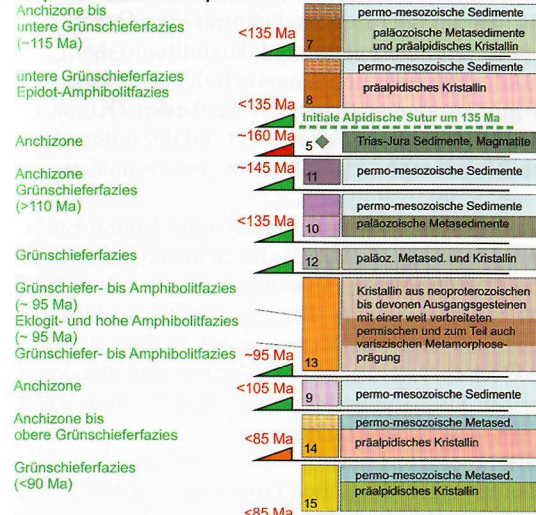 Anchizone bis
untere Grünschieferfazies
(~115 Ma)
<135 Ma
7
permo-mesozoische Sedimente
paläozoische Metasedimente
und präalpidisches Kristallin
untere Grünschieferfazies
Epidot-Amphibolitfazies
<135 Ma
8
permo-mesozoische Sedimente
präalpidisches Kristallin
Initiale Alpidische Sutur um 135 Ma
Anchizone
~160 Ma
5
Trias-Jura Sedimente, Magmatite
Anchizone
Grünschieferfazies
(>110 Ma)
~145 Ma
11
permo-mesozoische Sedimente
<135 Ma
10
permo-mesozoische Sedimente
paläozoische Metasedimente
Grünschieferfazies
12
paläoz. Metased. und Kristallin
Grünschiefer- bis Amphibolitfazies
(~ 95 Ma)
Eklogit- und hohe Amphibolitfazies
(~ 95 Ma)
Grünschiefer- bis Amphibolitfazies
~95 Ma
13
Kristallin aus neoproterozoischen
bis devonen Ausgangsgesteinen
mit einer weit verbreiteten
permischen und zum Teil auch
variszischen Metamorphose-
prägung
Anchizone
<105 Ma
9
permo-mesozoische Sedimente
Anchizone bis
obere Grünschieferfazies
<85 Ma
14
permo-mesozoische Metased.
präalpidisches Kristallin
Grünschieferfazies
(<90 Ma)
<85 Ma
15
permo-mesozoische Metased.
präalpidisches Kristallin